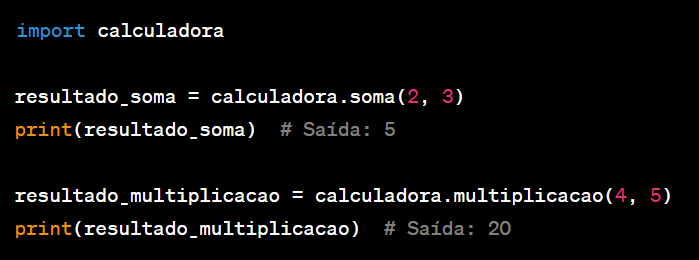 import calculadora
resultado_soma = calculadora.soma(2, 3)
print(resultado_soma)  # Saída: 5
resultado_multiplicacao = calculadora.multiplicacao(4, 5)
print(resultado_multiplicacao)  # Saída: 20